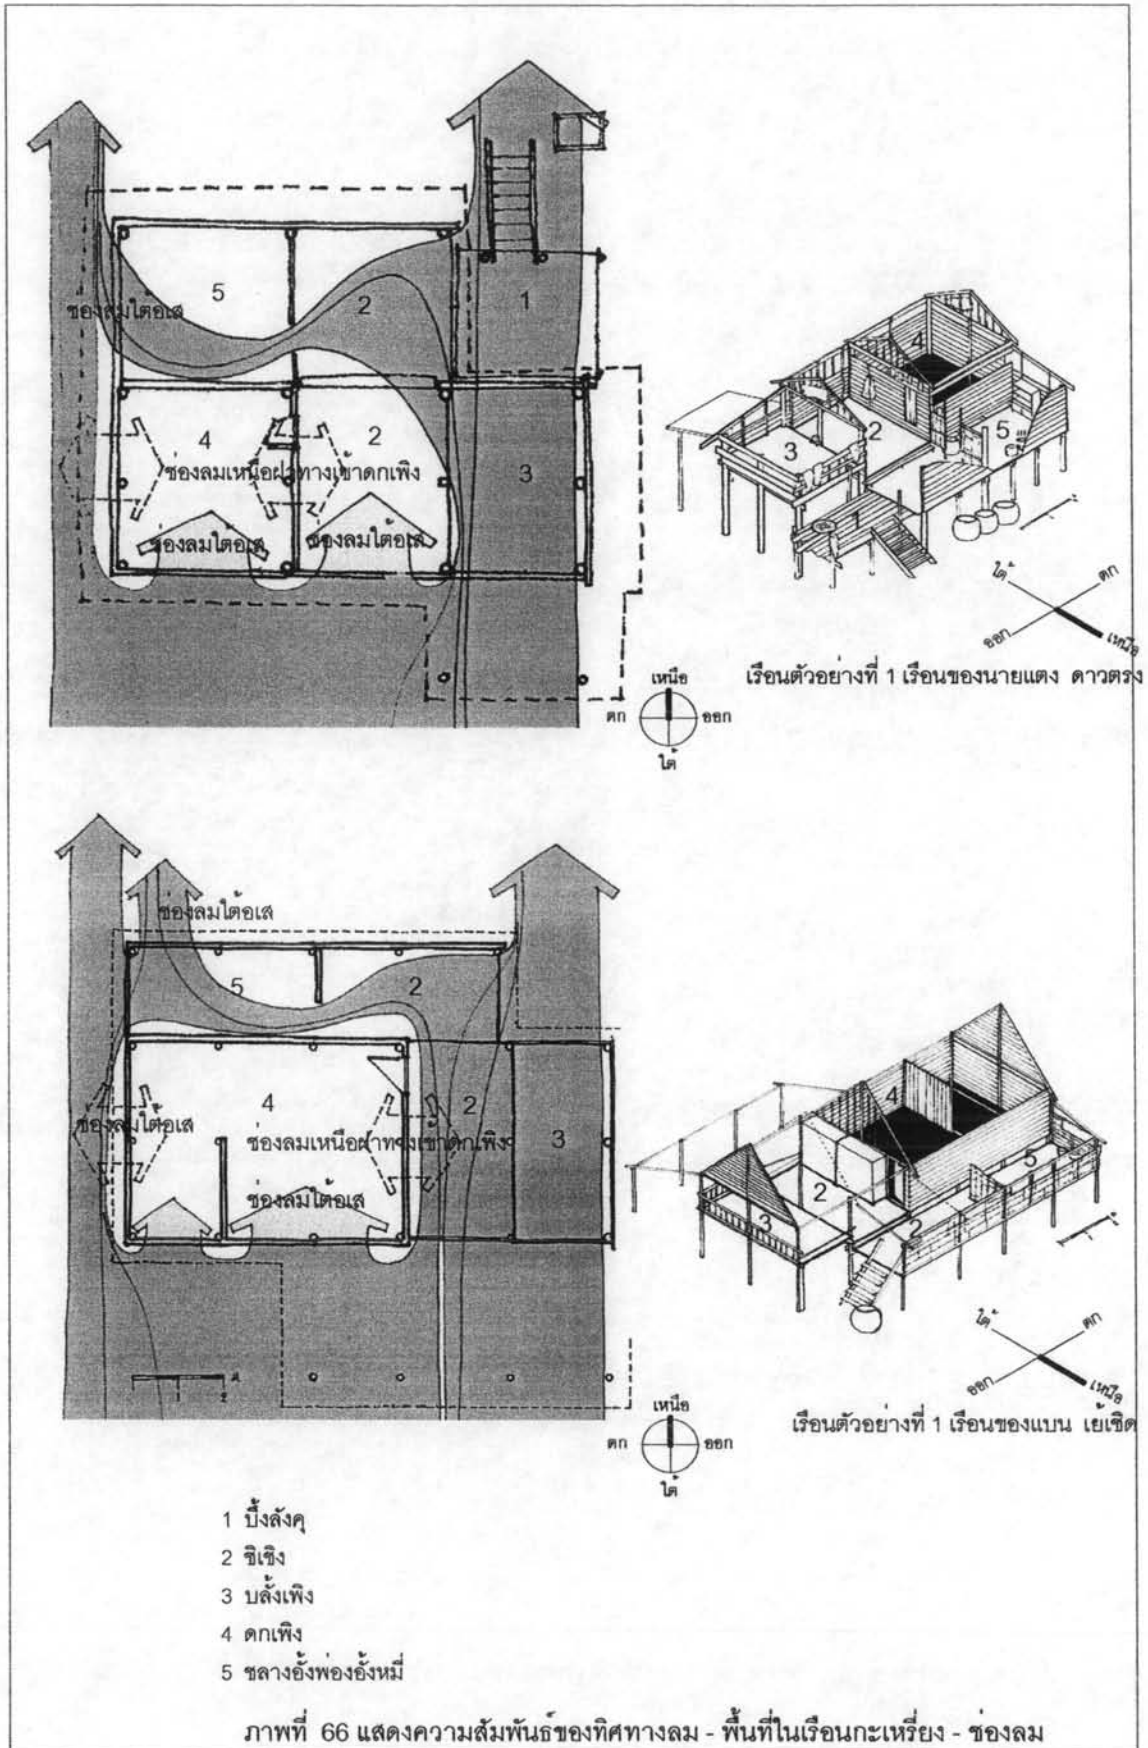 5
2
1
ช่องลมใต้อเส
4
2
3
ช่องลมเหนือฝาทางเข้าดกเพิง
ช่องลมใต้อเส
ช่องลมใต้อเส
4
2
5
3
ใต้
ตก
ออก
เหนือ
เรือนตัวอย่างที่ 1 เรือนของนายแตง ดาวตรง
เหนือ
ตก
ออก
ใต้
ช่องลมใต้อเส
5
2
4
2
3
ช่องลมใต้อเส
ช่องลมเหนือฝาทางเข้าดกเพิง
ช่องลมใต้อเส
4
5
2
3
2
ใต้
ตก
ออก
เหนือ
เรือนตัวอย่างที่ 1 เรือนของแบน เย้เซิด
เหนือ
ตก
ออก
ใต้
1 บึ้งลังคุ
2 ซิเชิง
3 บลั้งเพิง
4 ดกเพิง
5 ชลางอั้งพ่องอั้งหมี่
ภาพที่ 66 แสดงความสัมพันธ์ของทิศทางลม - พื้นที่ในเรือนกะเหรี่ยง - ช่องลม